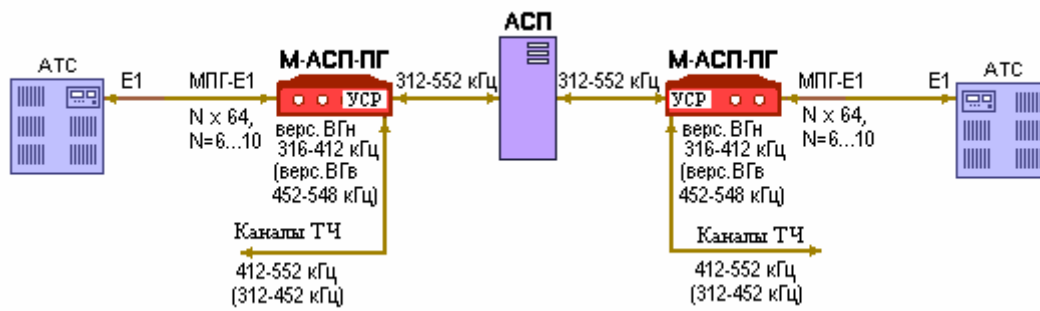 АСП
АТС
E1
МПГ-E1
М-АСП-ПГ
312-552 кГц
312-552 кГц
М-АСП-ПГ
МПГ-E1
E1
АТС
УСР
УСР
N x 64,
N=6...10
верс.ВГн
316-412 кГц
(верс.ВГв
452-548 кГц)
верс.ВГн
316-412 кГц
(верс.ВГв
452-548 кГц)
N x 64,
N=6...10
Каналы ТЧ
412-552 кГц
(312-452 кГц)
Каналы ТЧ
412-552 кГц
(312-452 кГц)